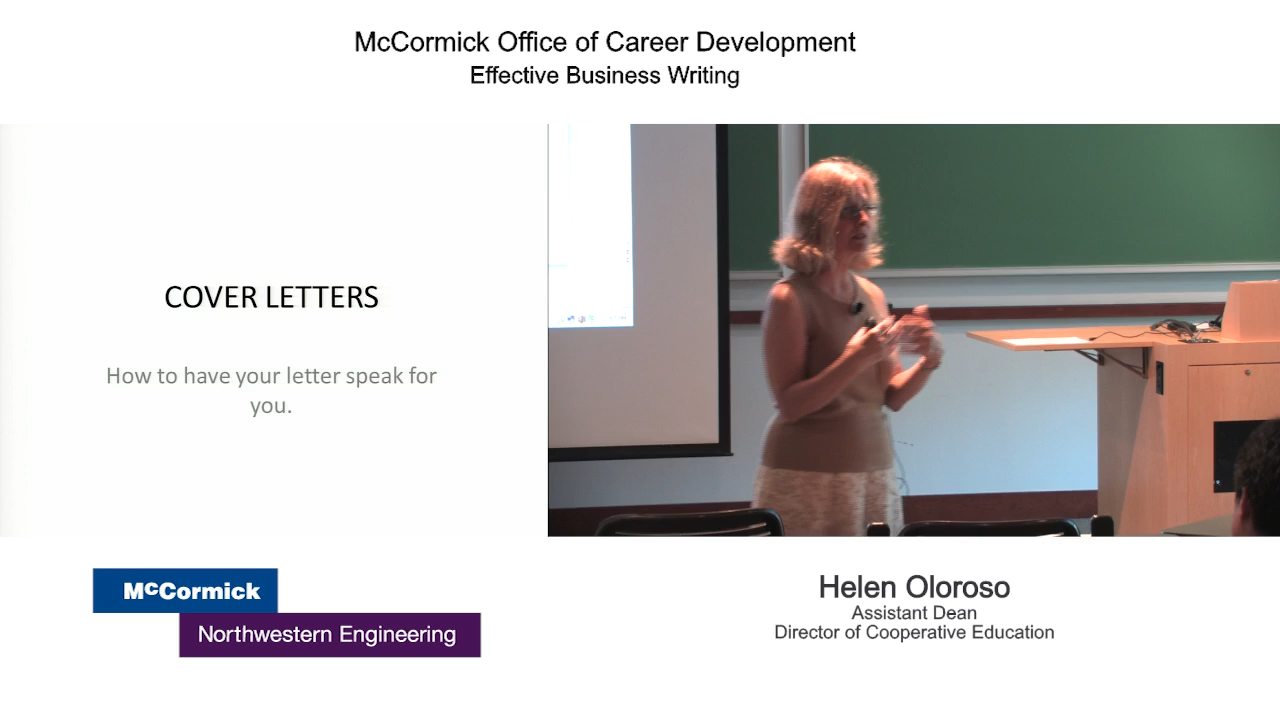 McCormick Office of Career Development
Effective Business Writing
COVER LETTERS
How to have your letter speak for
you.
McCormick
Northwestern Engineering
Helen Oloroso
Assistant Dean
Director of Cooperative Education